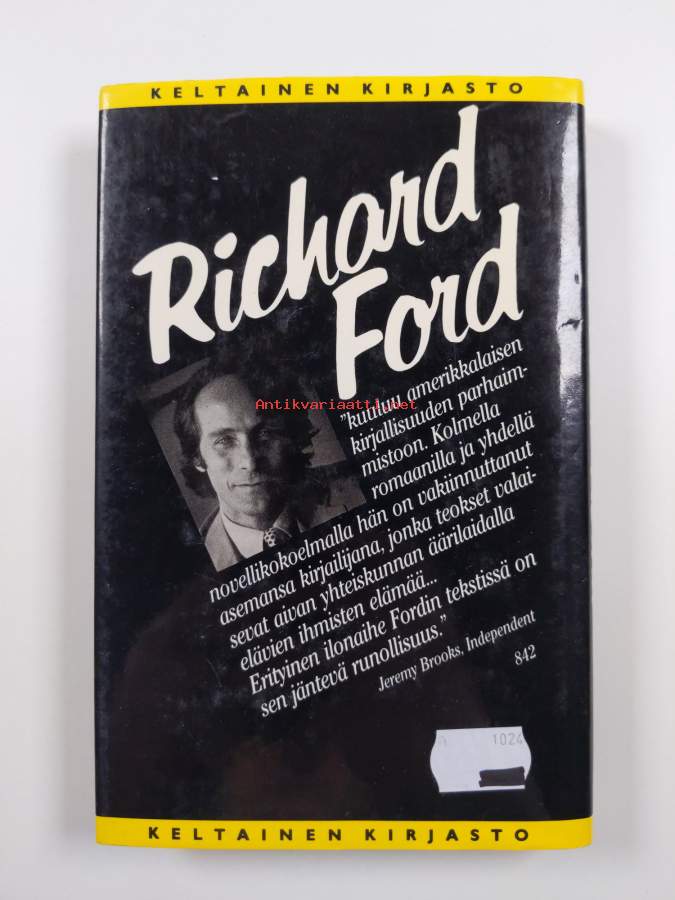 KELTAINEN KIRJASTO
Richard
Ford
Antikvariaatti.net
"kuuluu amerikkalaisen
kirjallisuuden parhaim-
mistoon. Kolmella
romaanilla ja yhdellä
novellikokoelmalla hän on vakiinnuttanut
asemansa kirjailijana, jonka teokset valai-
sevat aivan yhteiskunnan äärilaidalla
elävien ihmisten elämää...
Erityinen ilonaihe Fordin tekstissä on
sen jäntevä runollisuus."
Jeremy Brooks, Independent
842
1024
KELTAINEN KIRJASTO